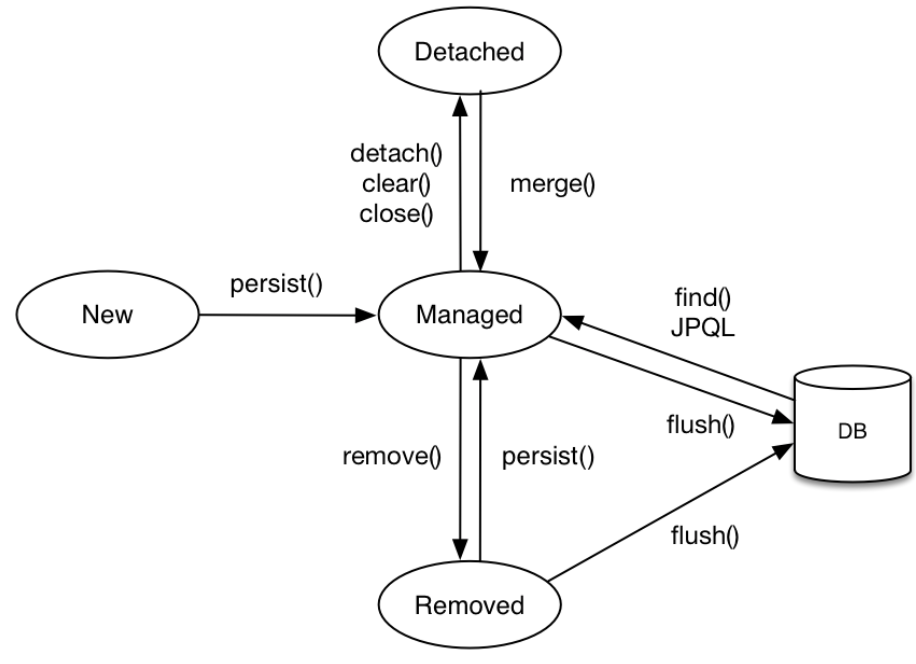 Detached
detach()
clear()
close()
merge()
persist()
New
Managed
find()
JPQL
flush()
DB
remove()
persist()
flush()
Removed